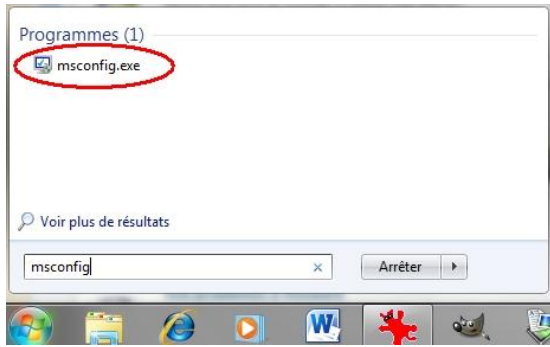 Programmes (1)
msconfig.exe
Voir plus de résultats
msconfig
Arrêter
W